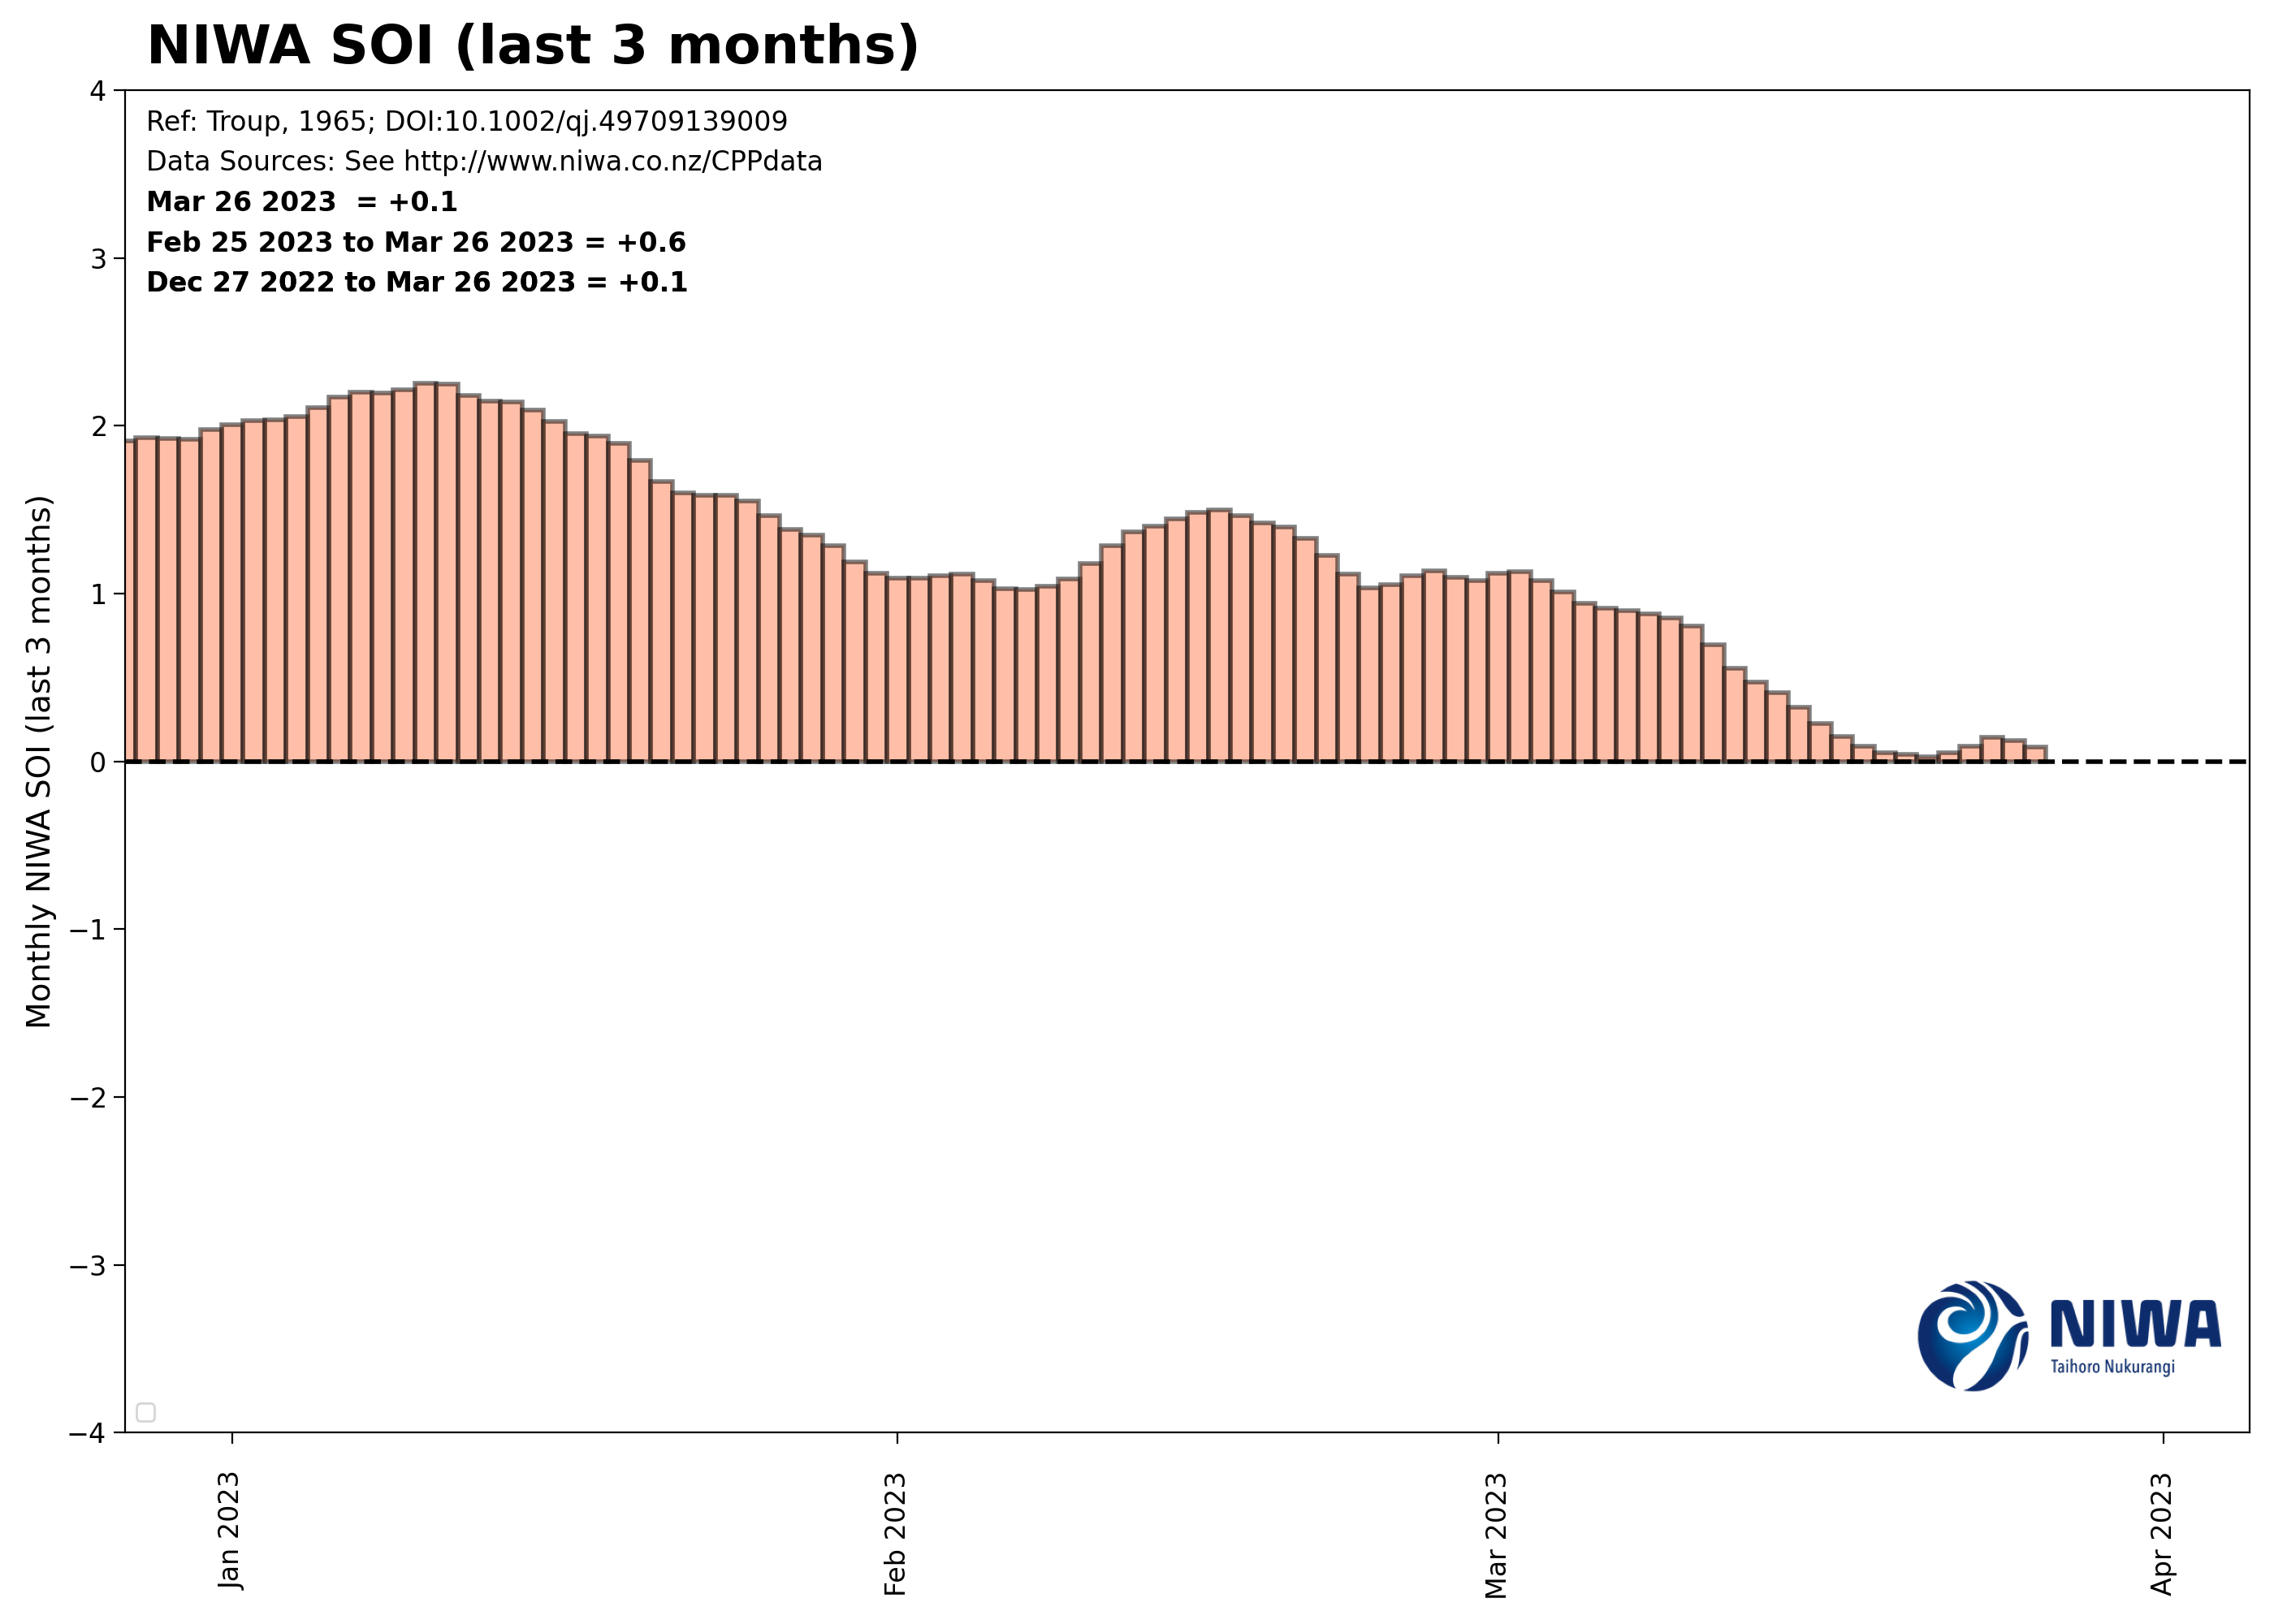 NIWA SOI (last 3 months)
Ref: Troup, 1965; DOI:10.1002/qj.49709139009
Data Sources: See http://www.niwa.co.nz/CPPdata
Mar 26 2023  = +0.1
Feb 25 2023 to Mar 26 2023 = +0.6
Dec 27 2022 to Mar 26 2023 = +0.1
Monthly NIWA SOI (last 3 months)
4
3
2
1
0
−1
−2
−3
−4
NIWA
Taihoro Nukurangi
Jan 2023
Feb 2023
Mar 2023
Apr 2023